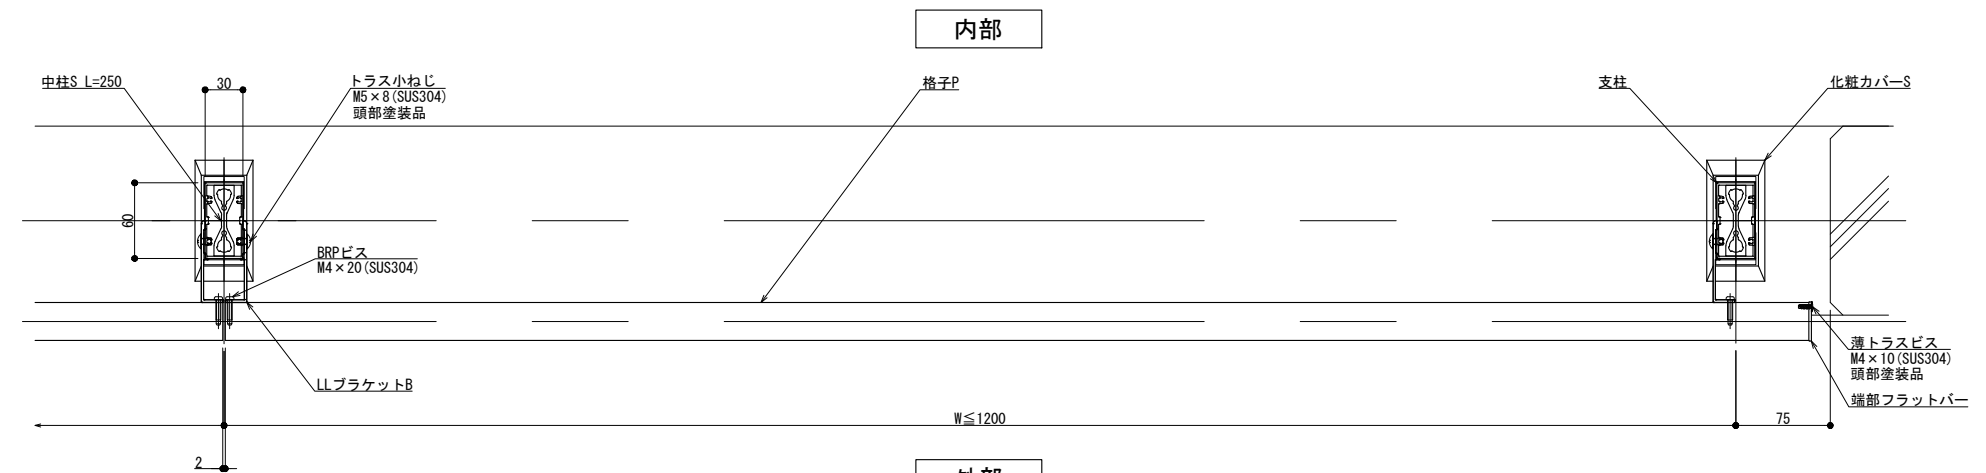 内部
中柱S L=250
30
トラス小ねじ
M5×8(SUS304)
頭部塗装品
格子P
支柱
化粧カバーS
60
BRPビス
M4×20(SUS304)
LLブラケットB
薄トラスビス
M4×10(SUS304)
頭部塗装品
端部フラットバー
W≦1200
75
2
外部